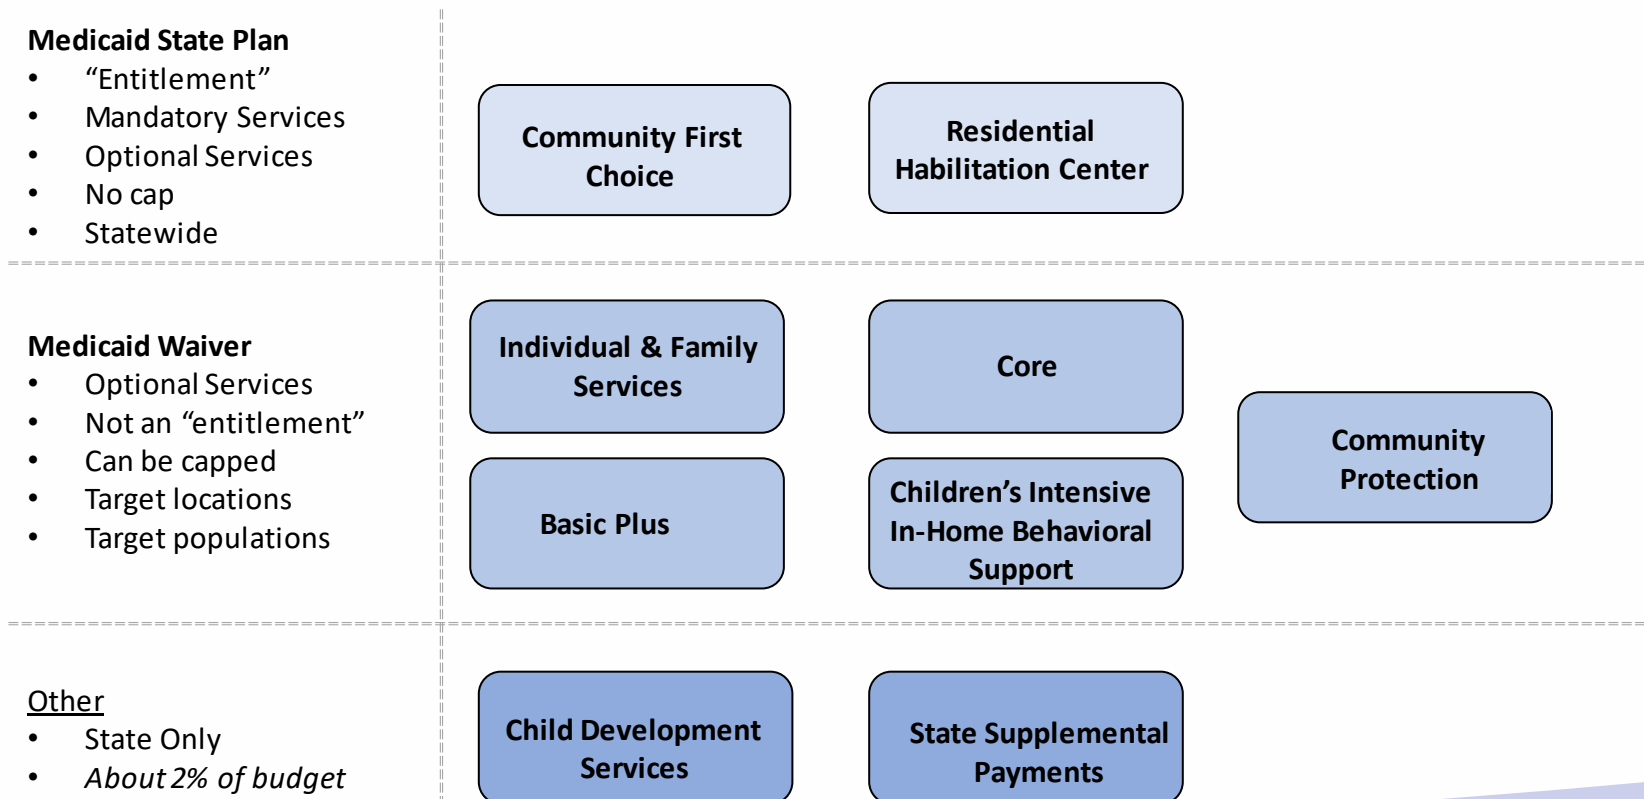 Medicaid State Plan
• “Entitlement”
• Mandatory Services
• Optional Services
• No cap
• Statewide
Community First
Choice
Residential
Habilitation Center
Medicaid Waiver
• Optional Services
• Not an “entitlement”
• Can be capped
• Target locations
• Target populations
Individual & Family
Services
Core
Basic Plus
Children’s Intensive
In-Home Behavioral
Support
Community
Protection
Other
• State Only
• About 2% of budget
Child Development
Services
State Supplemental
Payments